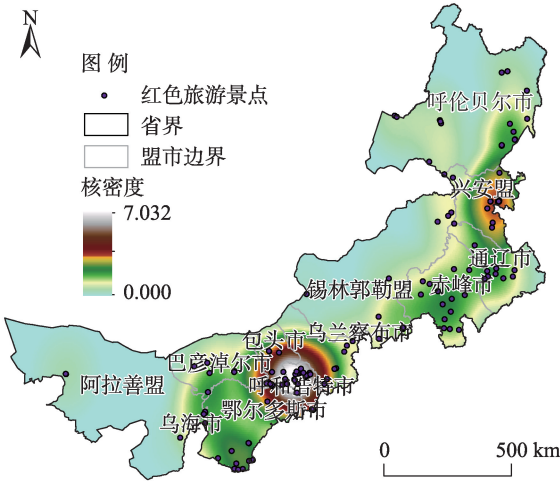 N
图 例
红色旅游景点
省界
盟市边界
核密度
7.032
0.000
呼伦贝尔市
兴安盟
通辽市
赤峰市
锡林郭勒盟
乌兰察布市
包头市
巴彦淖尔市
呼和浩特市
阿拉善盟
鄂尔多斯市
乌海市
0 500 km